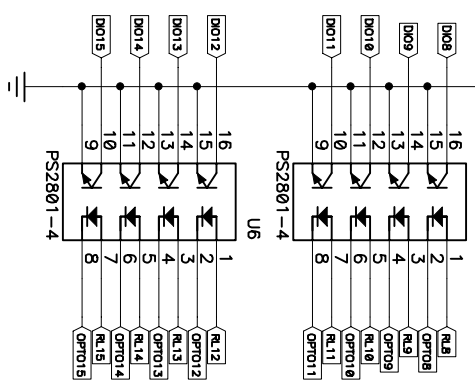 DIO15
DIO14
DIO13
DIO12
DIO11
DIO10
DIO9
DIO8
9
10
11
12
13
14
15
16
9
10
11
12
13
14
15
16
PS2801-4
U6
PS2801-4
8
7
6
5
4
3
2
1
8
7
6
5
4
3
2
1
OPTO15
RL15
OPTO14
RL14
OPTO13
RL13
OPTO12
RL12
OPTO11
RL11
OPTO10
RL10
OPTO9
RL9
OPTO8
RL8